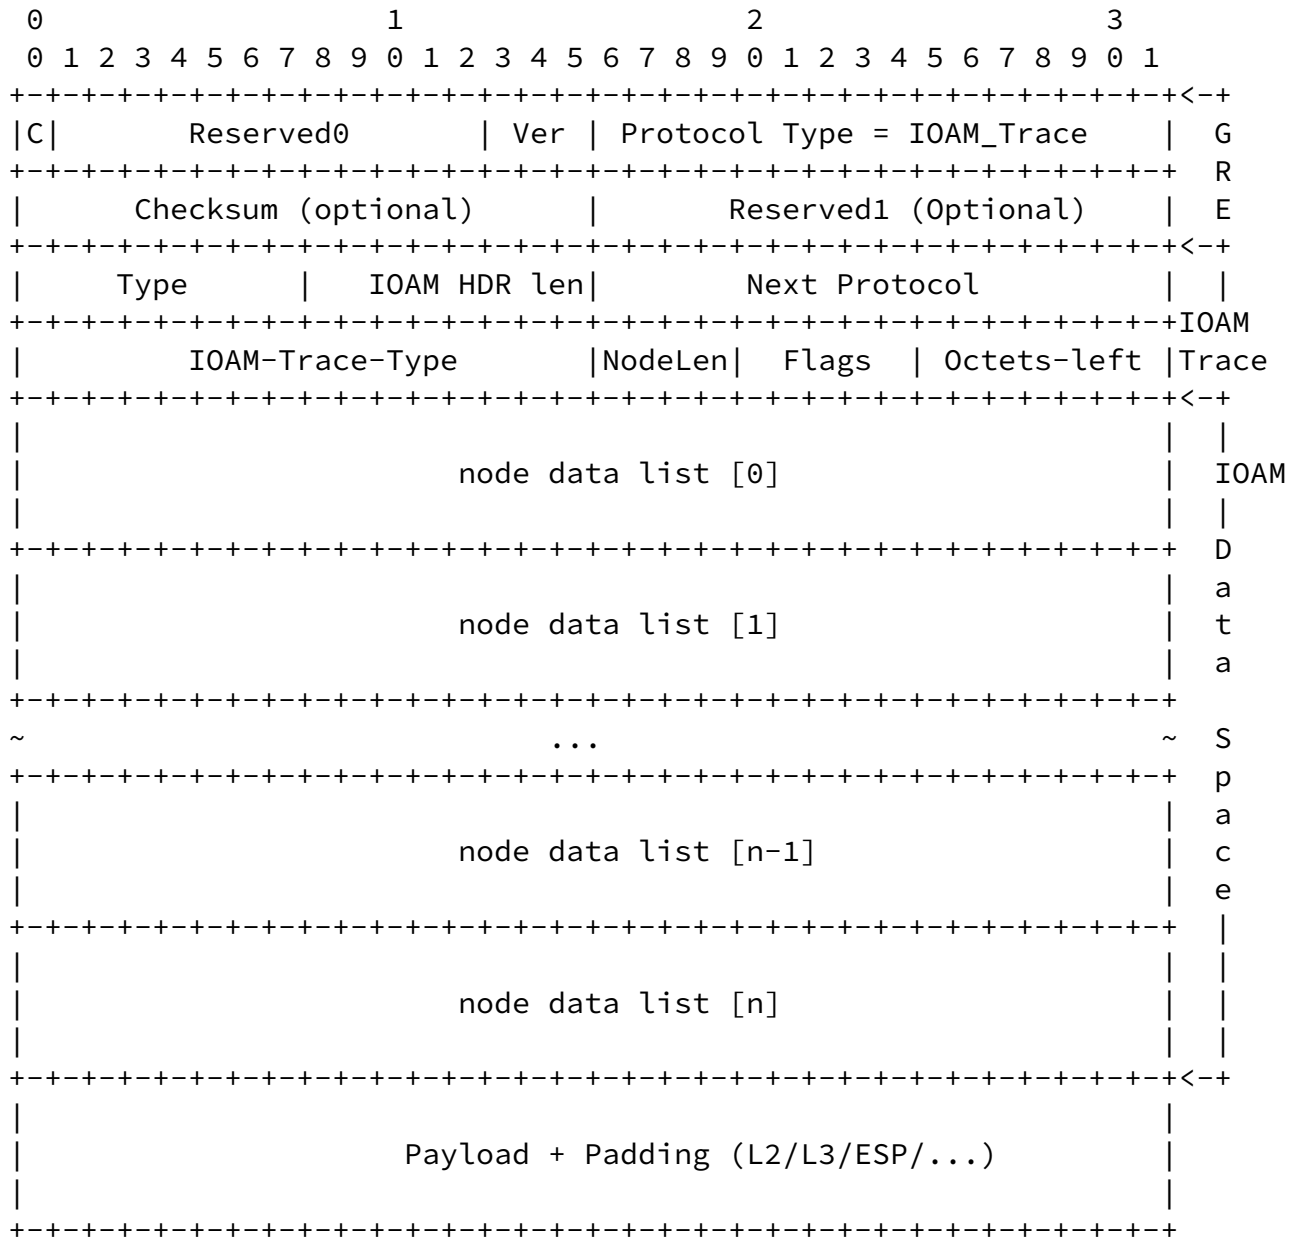 0                   1                   2                   3
 0 1 2 3 4 5 6 7 8 9 0 1 2 3 4 5 6 7 8 9 0 1 2 3 4 5 6 7 8 9 0 1
+-+-+-+-+-+-+-+-+-+-+-+-+-+-+-+-+-+-+-+-+-+-+-+-+-+-+-+-+-+-+-+-+<-+
|C|       Reserved0       | Ver | Protocol Type = IOAM_Trace    |  G
+-+-+-+-+-+-+-+-+-+-+-+-+-+-+-+-+-+-+-+-+-+-+-+-+-+-+-+-+-+-+-+-+  R
|      Checksum (optional)      |       Reserved1 (Optional)    |  E
+-+-+-+-+-+-+-+-+-+-+-+-+-+-+-+-+-+-+-+-+-+-+-+-+-+-+-+-+-+-+-+-+<-+
|     Type      |   IOAM HDR len|        Next Protocol          |  |
+-+-+-+-+-+-+-+-+-+-+-+-+-+-+-+-+-+-+-+-+-+-+-+-+-+-+-+-+-+-+-+-+IOAM
|         IOAM-Trace-Type       |NodeLen|  Flags  | Octets-left |Trace
+-+-+-+-+-+-+-+-+-+-+-+-+-+-+-+-+-+-+-+-+-+-+-+-+-+-+-+-+-+-+-+-+<-+
|                                                               |  |
|                        node data list [0]                     |  IOAM
|                                                               |  |
+-+-+-+-+-+-+-+-+-+-+-+-+-+-+-+-+-+-+-+-+-+-+-+-+-+-+-+-+-+-+-+-+  D
|                                                               |  a
|                        node data list [1]                     |  t
|                                                               |  a
+-+-+-+-+-+-+-+-+-+-+-+-+-+-+-+-+-+-+-+-+-+-+-+-+-+-+-+-+-+-+-+-+
~                             ...                               ~  S
+-+-+-+-+-+-+-+-+-+-+-+-+-+-+-+-+-+-+-+-+-+-+-+-+-+-+-+-+-+-+-+-+  p
|                                                               |  a
|                        node data list [n-1]                   |  c
|                                                               |  e
+-+-+-+-+-+-+-+-+-+-+-+-+-+-+-+-+-+-+-+-+-+-+-+-+-+-+-+-+-+-+-+-+  |
|                                                               |  |
|                        node data list [n]                     |  |
|                                                               |  |
+-+-+-+-+-+-+-+-+-+-+-+-+-+-+-+-+-+-+-+-+-+-+-+-+-+-+-+-+-+-+-+-+<-+
|                                                               |
|                     Payload + Padding (L2/L3/ESP/...)         |
|                                                               |
+-+-+-+-+-+-+-+-+-+-+-+-+-+-+-+-+-+-+-+-+-+-+-+-+-+-+-+-+-+-+-+-+